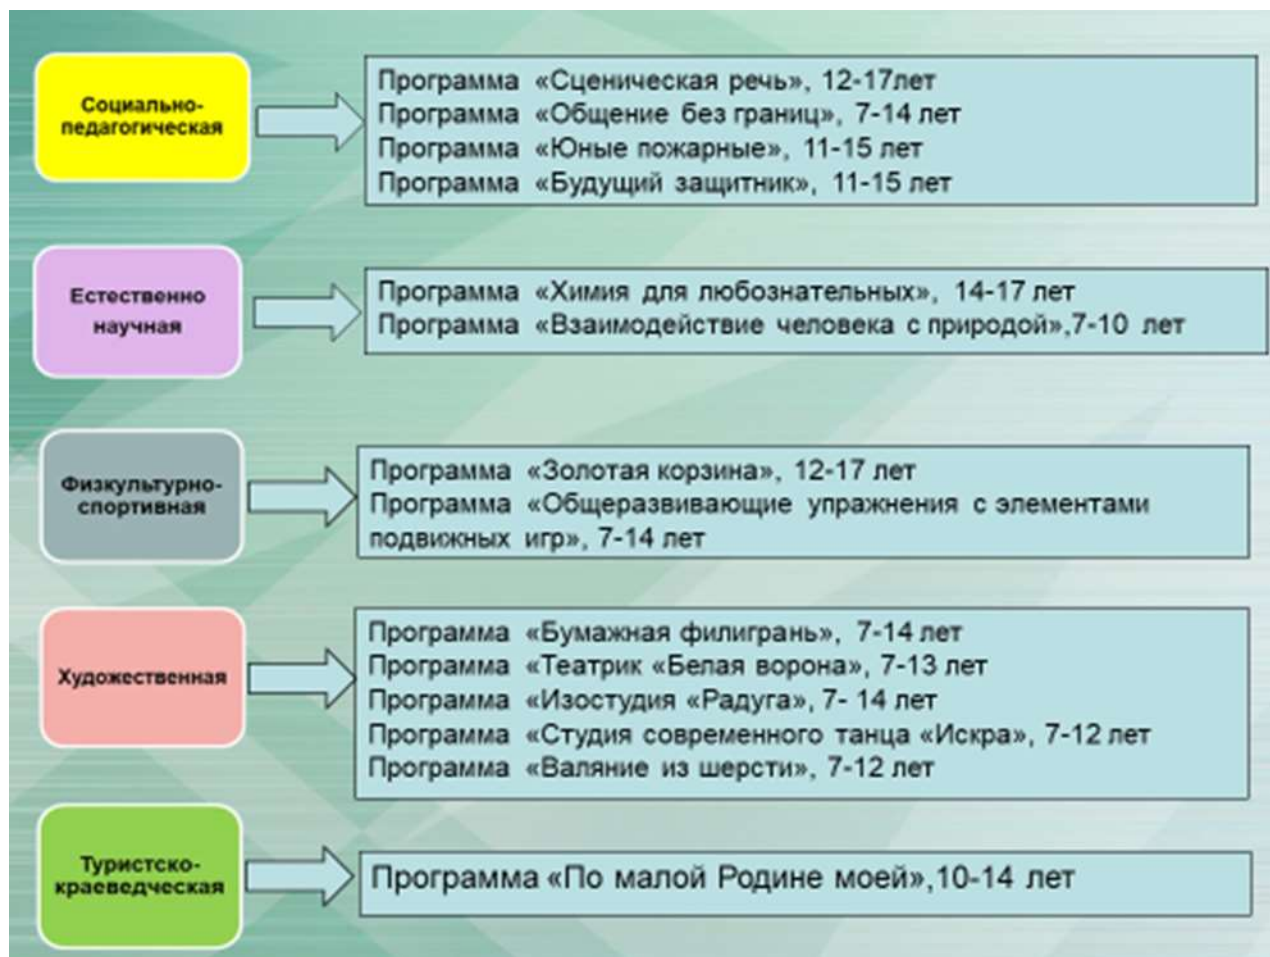 Социально-
педагогическая
Программа «Сценическая речь», 12-17лет
Программа «Общение без границ», 7-14 лет
Программа «Юные пожарные», 11-15 лет
Программа «Будущий защитник», 11-15 лет
Естественно
научная
Программа «Химия для любознательных», 14-17 лет
Программа «Взаимодействие человека с природой»,7-10 лет
Физкультурно-
спортивная
Программа «Золотая корзина», 12-17 лет
Программа «Общеразвивающие упражнения с элементами
подвижных игр», 7-14 лет
Художественная
Программа «Бумажная филигрань», 7-14 лет
Программа «Театрик «Белая ворона», 7-13 лет
Программа «Изостудия «Радуга», 7- 14 лет
Программа «Студия современного танца «Искра», 7-12 лет
Программа «Валяние из шерсти», 7-12 лет
Туристско-
краеведческая
Программа «По малой Родине моей»,10-14 лет